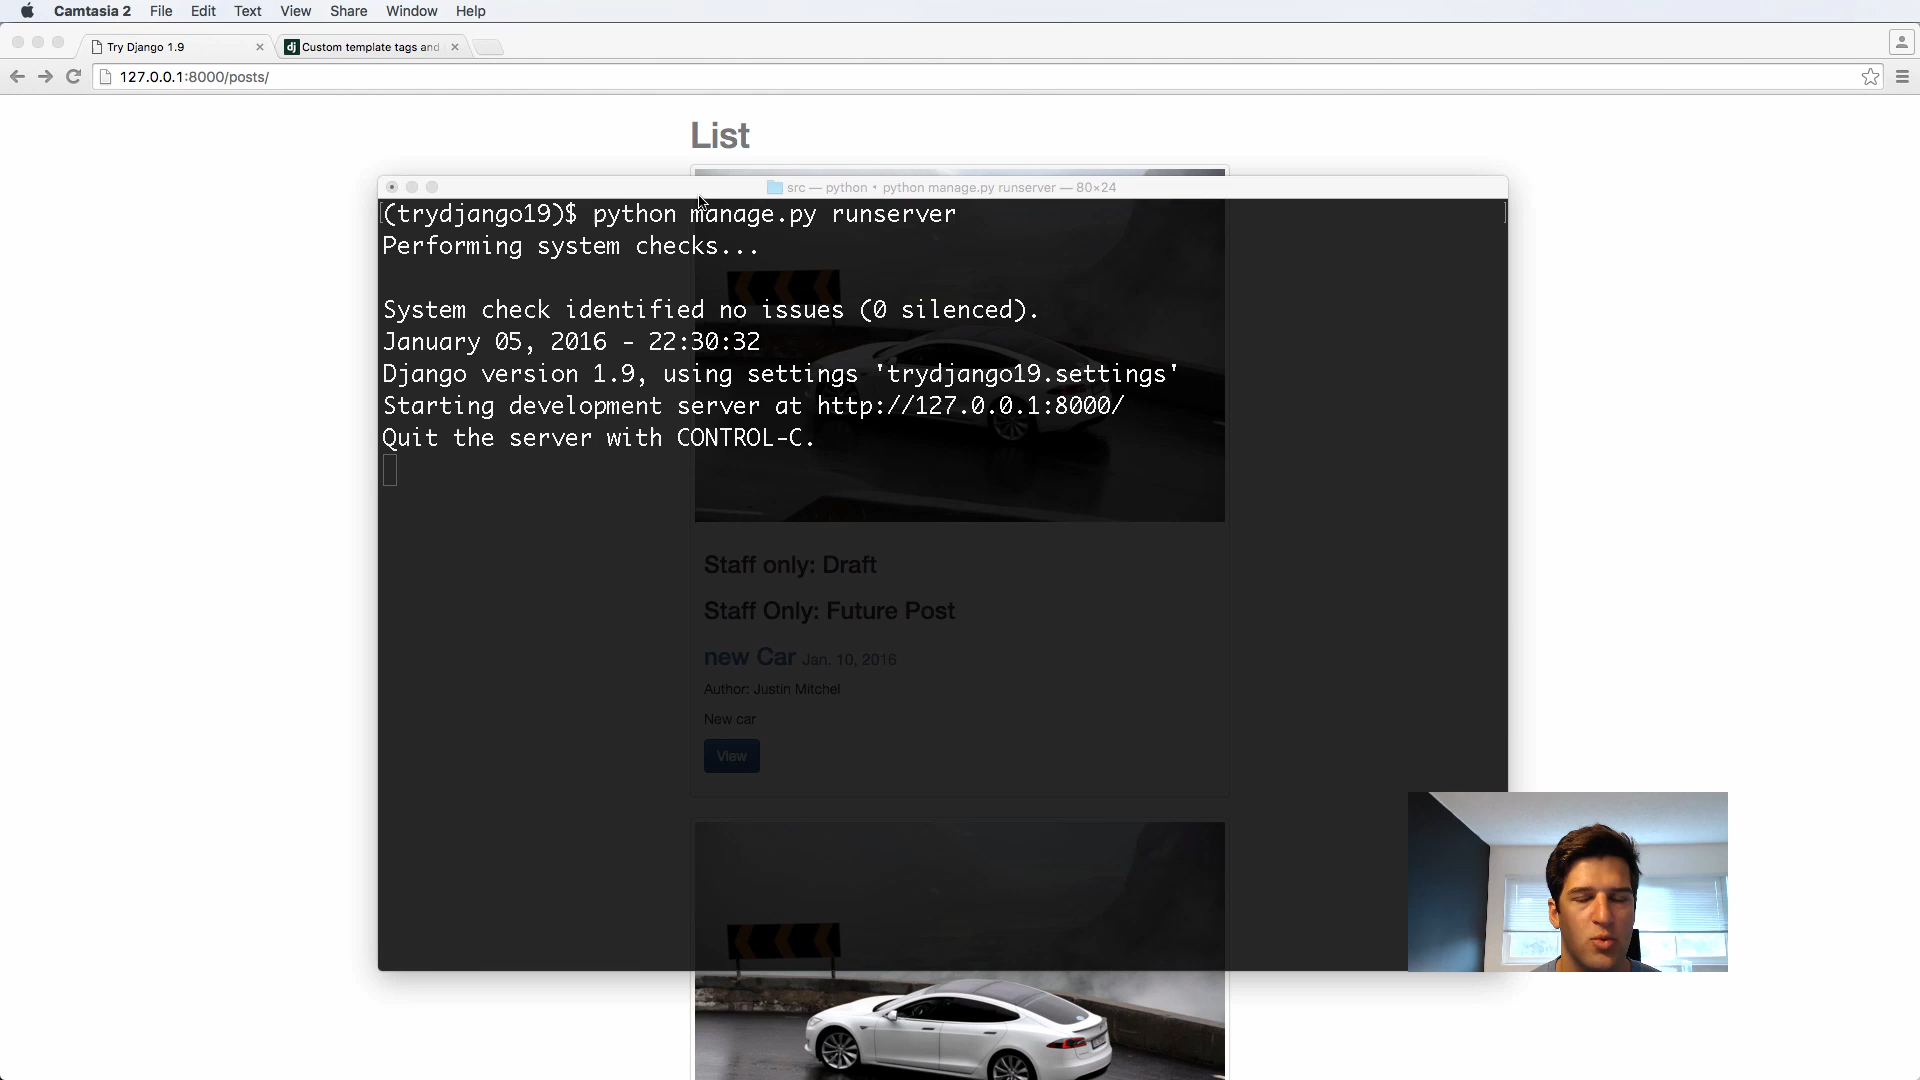 Camtasia 2 File Edit Text View Share Window Help
Try Django 1.9
dj Custom template tags and
127.0.0.1:8000/posts/
List
src — python • python manage.py runserver — 80×24
(trydjango19)$ python manage.py runserver
Performing system checks...
System check identified no issues (0 silenced).
January 05, 2016 - 22:30:32
Django version 1.9, using settings 'trydjango19.settings'
Starting development server at http://127.0.0.1:8000/
Quit the server with CONTROL-C.
Staff only: Draft
Staff Only: Future Post
new Car Jan. 10, 2016
Author: Justin Mitchel
New car
View